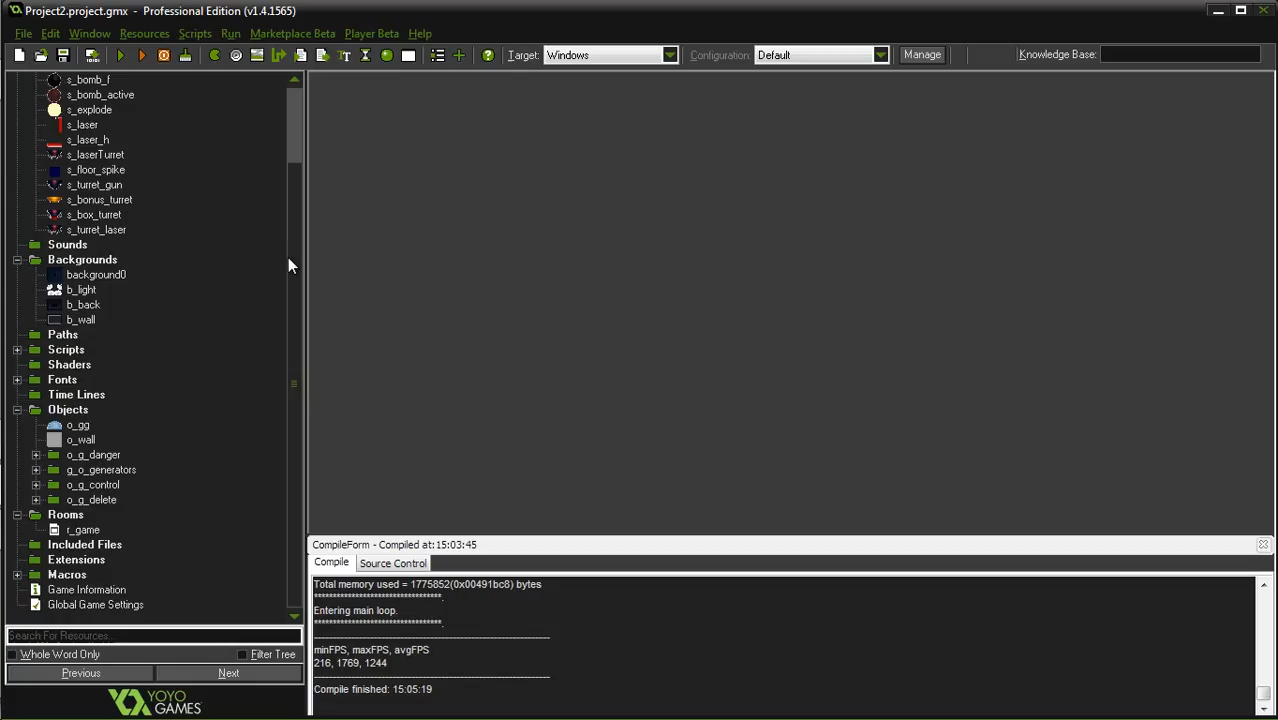 Project2.project.gmx - Professional Edition (v1.4.1565)
File Edit Window Resources Scripts Run Marketplace Beta Player Beta Help
Target: Windows Configuration: Default Manage Knowledge Base:
s_bomb_f
s_bomb_active
s_explode
s_laser
s_laser_h
s_laserTurret
s_floor_spike
s_turret_gun
s_bonus_turret
s_box_turret
s_turret_laser
Sounds
Backgrounds
background0
b_light
b_back
b_wall
Paths
Scripts
Shaders
Fonts
Time Lines
Objects
o_gg
o_wall
o_g_danger
g_o_generators
o_g_control
o_g_delete
Rooms
r_game
Included Files
Extensions
Macros
Game Information
Global Game Settings
Search For Resources...
Whole Word Only Filter Tree
Previous Next
YOYO
GAMES
CompileForm - Compiled at:15:03:45
Compile Source Control
Total memory used = 1775852(0x00491bc8) bytes
**********************************.
Entering main loop.
**********************************.
minFPS, maxFPS, avgFPS
216, 1769, 1244
Compile finished: 15:05:19